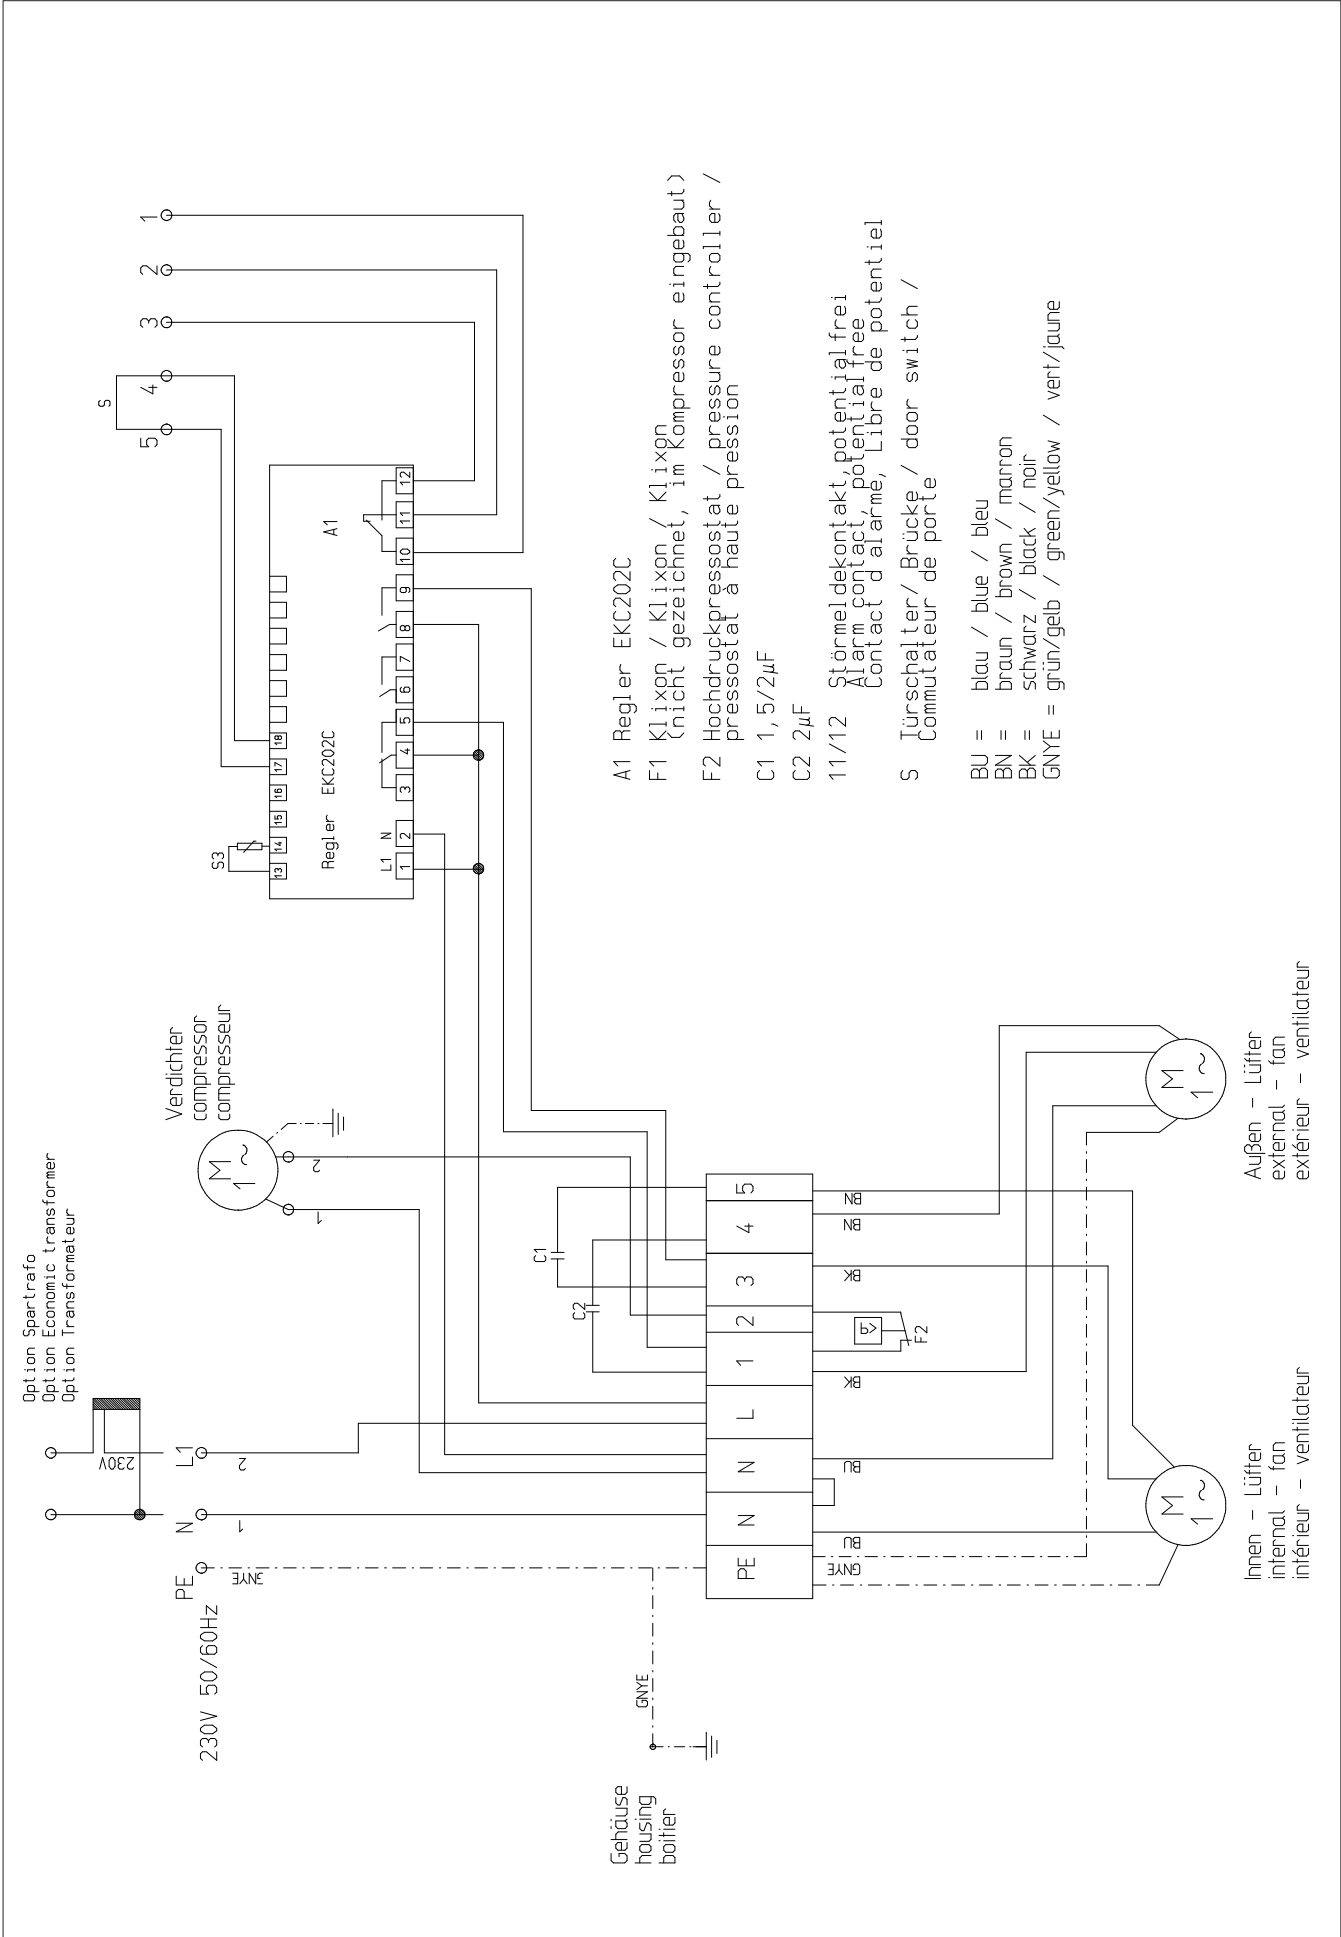 Option Spartrafo
Option Economic transformer
Option Transformateur
230V
L1
N
PE
2
1
GNYE
230V 50/60Hz
Verdichter
compressor
compresseur
M
1~
1
2
S
5
4
3
2
1
S3
13
14
15
16
17
18
Regler EKC202C
A1
L1
N
1
2
3
4
5
6
7
8
9
10
11
12
Gehäuse
housing
boitier
GNYE
C1
C2
PE
N
N
L
1
2
3
4
5
GNYE
BU
BU
BK
BK
BN
BN
P>
F2
M
1~
Innen - Lüfter
internal - fan
intérieur - ventilateur
M
1~
Außen - Lüfter
external - fan
extérieur - ventilateur
A1 Regler EKC202C
F1 Klixon / Klixon / Klixon
(nicht gezeichnet, im Kompressor eingebaut)
F2 Hochdruckpressostat / pressure controller /
pressostat à haute pression
C1 1,5/2µF
C2 2µF
11/12 Störmeldekontakt, potentialfrei
Alarm contact, potentialfree
Contact d'alarme, Libre de potentiel
S Türschalter/ Brücke / door switch /
Commutateur de porte
BU = blau / blue / bleu
BN = braun / brown / marron
BK = schwarz / black / noir
GNYE = grün/gelb / green/yellow / vert/jaune